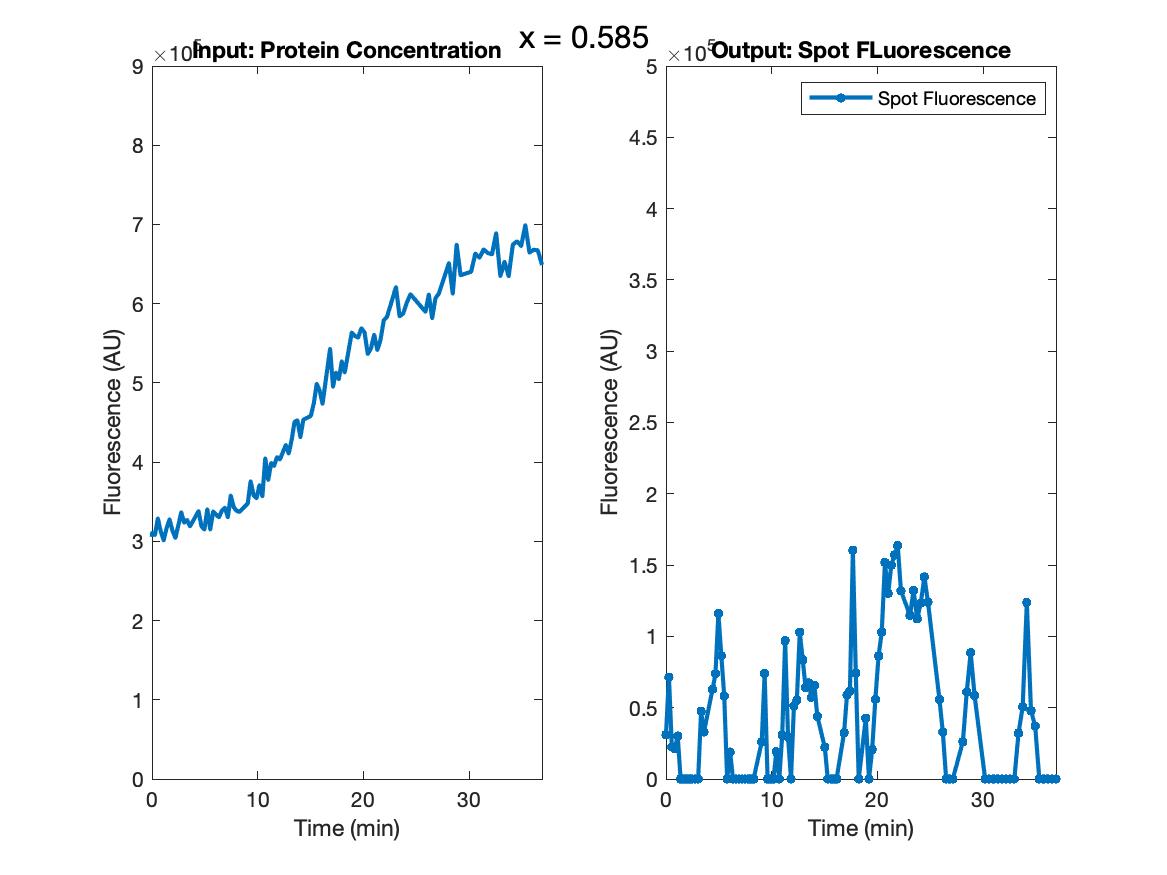 x = 0.585
×10⁵
Input: Protein Concentration
9
8
7
6
5
4
3
2
1
0
Fluorescence (AU)
0 10 20 30
Time (min)
×10⁵
Output: Spot FLuorescence
Spot Fluorescence
5
4.5
4
3.5
3
2.5
2
1.5
1
0.5
0
Fluorescence (AU)
0 10 20 30
Time (min)